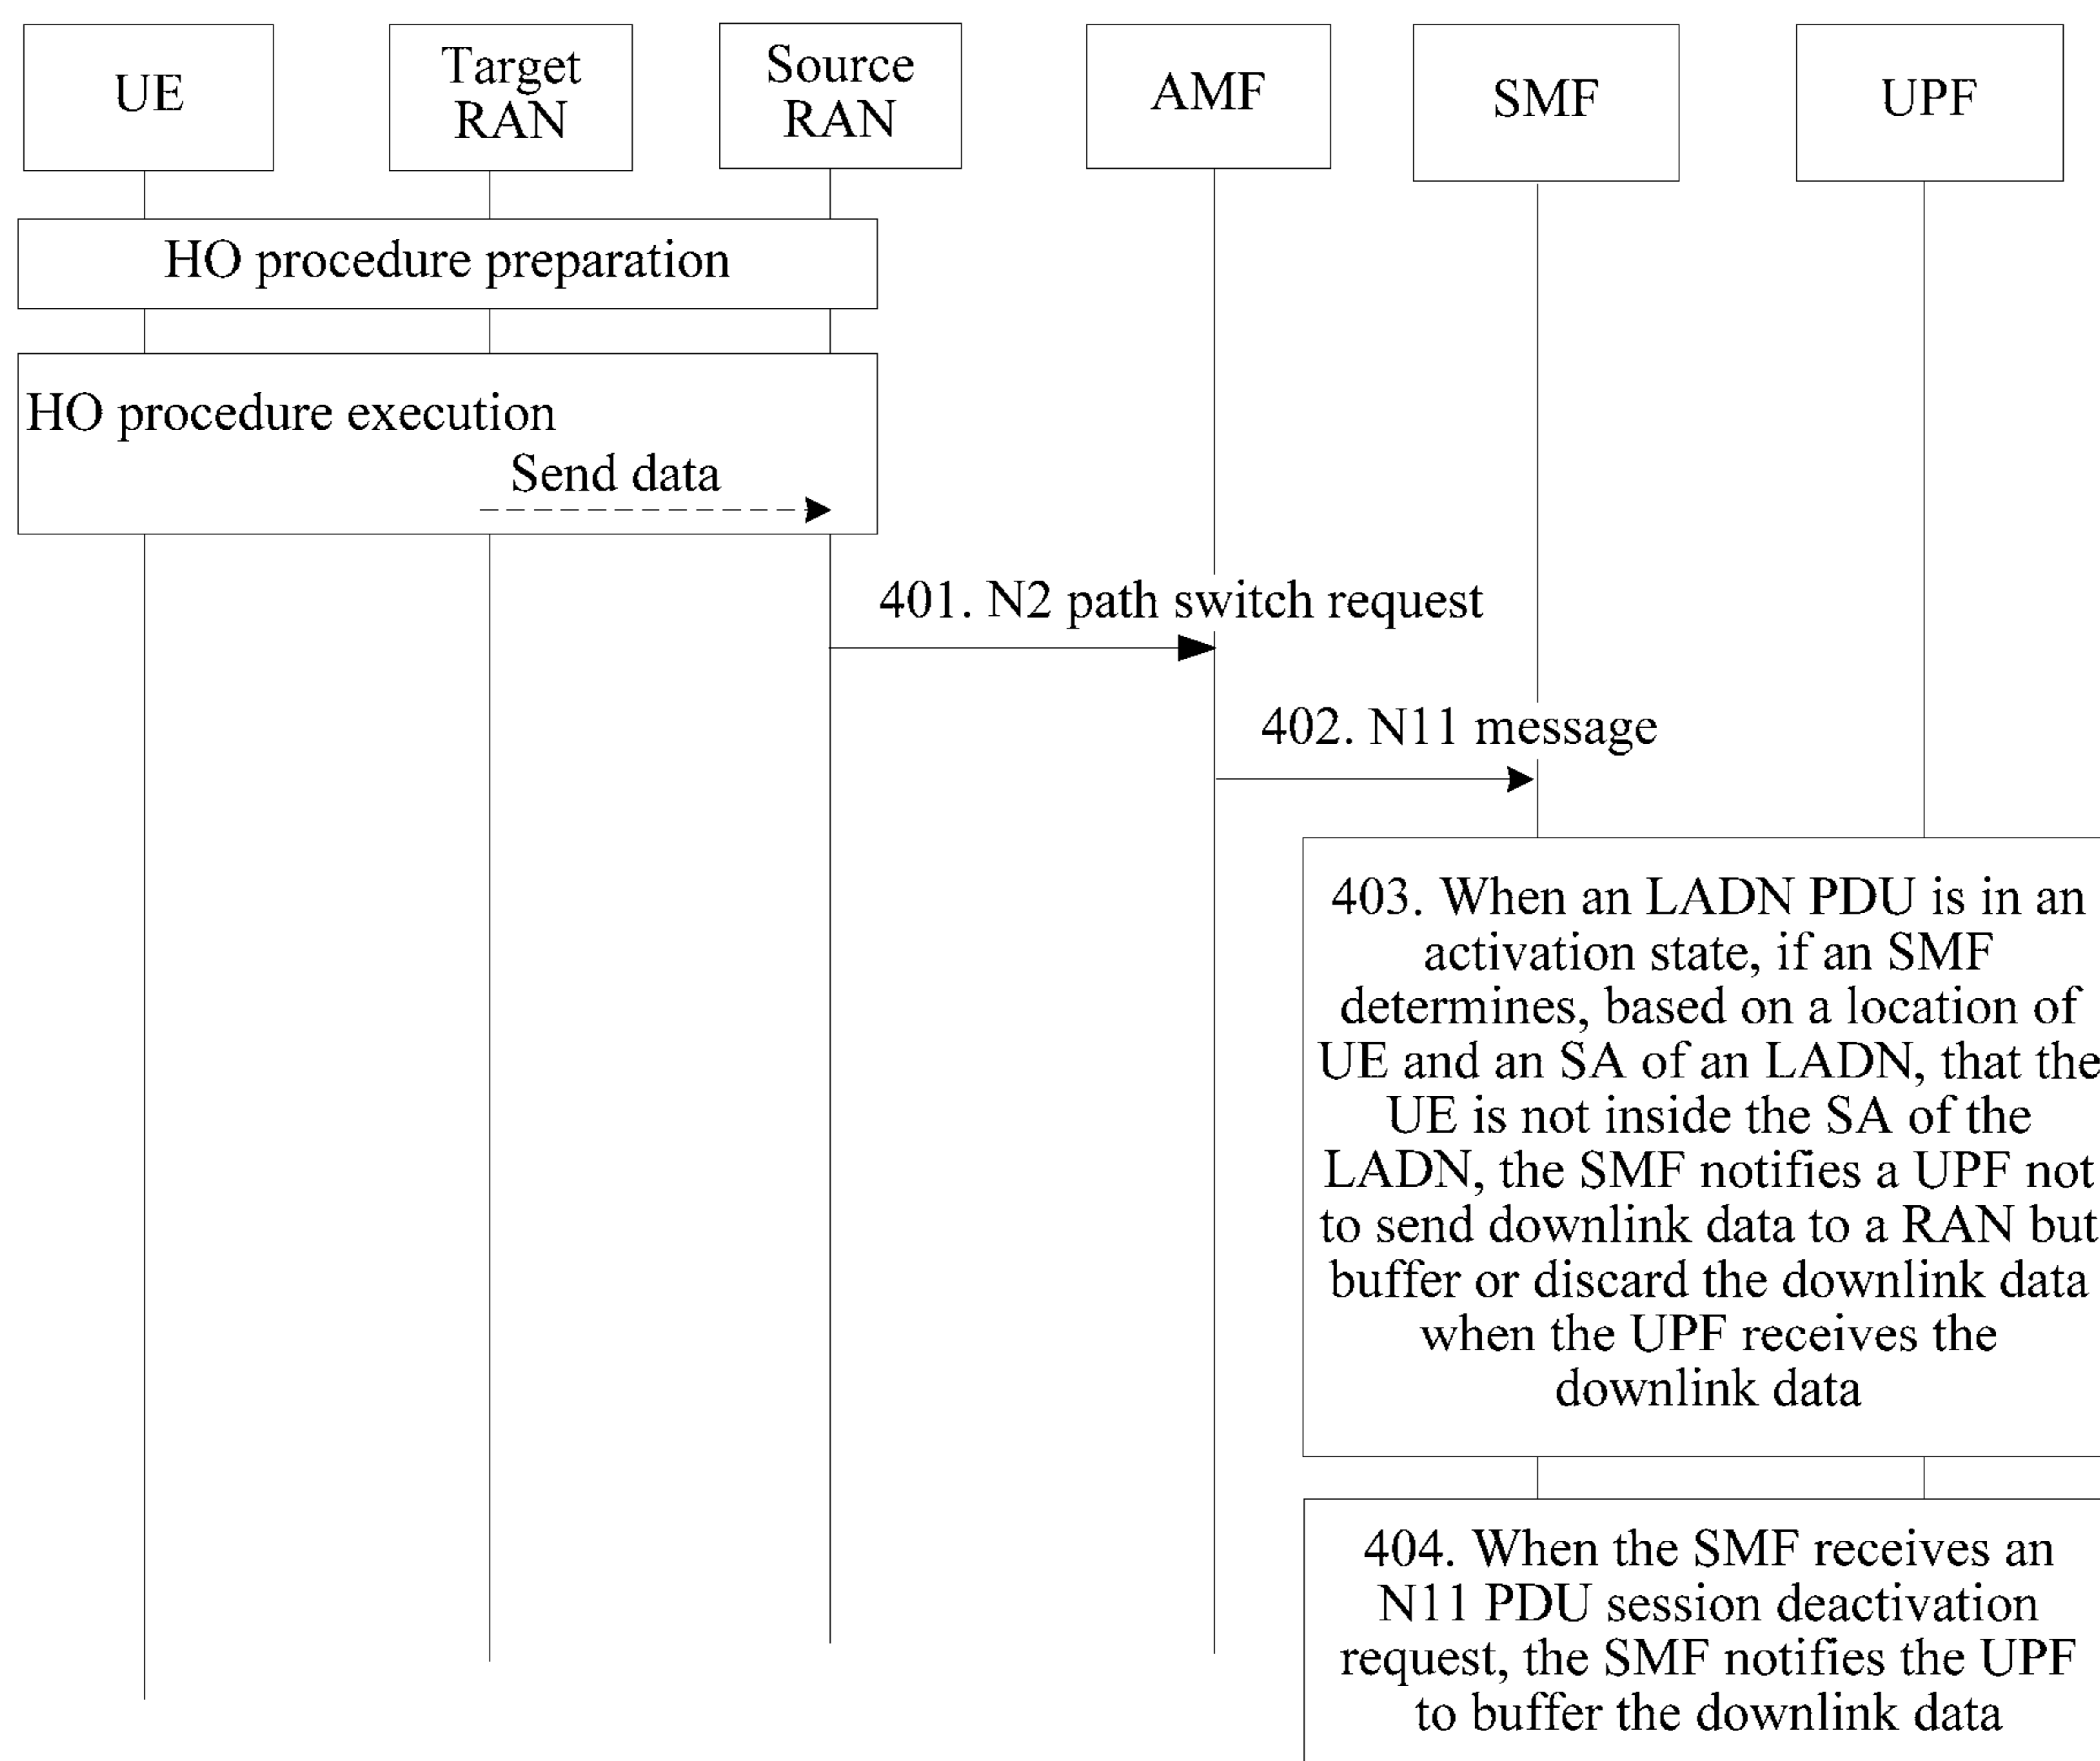 UE
Target
RAN
Source
RAN
AMF
SMF
UPF
HO procedure preparation
HO procedure execution
Send data
401. N2 path switch request
402. N11 message
403. When an LADN PDU is in an
activation state, if an SMF
determines, based on a location of
UE and an SA of an LADN, that the
UE is not inside the SA of the
LADN, the SMF notifies a UPF not
to send downlink data to a RAN but
buffer or discard the downlink data
when the UPF receives the
downlink data
404. When the SMF receives an
N11 PDU session deactivation
request, the SMF notifies the UPF
to buffer the downlink data